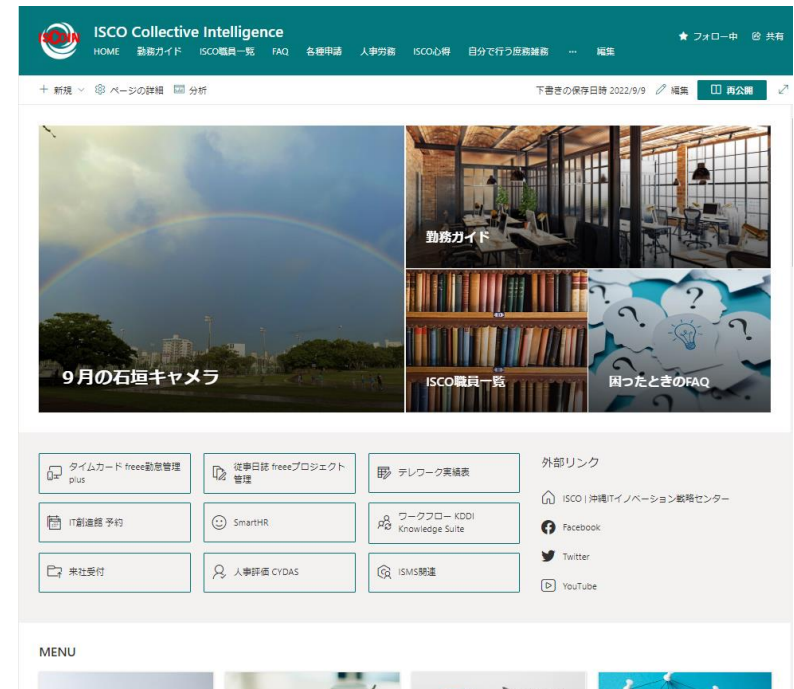 ISCOIN
ISCO Collective Intelligence
HOME 勤務ガイド ISCO職員一覧 FAQ 各種申請 人事労務 ISCO心得 自分で行う庶務雑務 … 編集
★ フォロー中 共有
+ 新規 ページの詳細 分析
下書きの保存日時 2022/9/9 編集 再公開
勤務ガイド
9月の石垣キャメラ
ISCO職員一覧
困ったときのFAQ
タイムカード freee勤怠管理
plus
従事日誌 freeeプロジェクト
管理
テレワーク実績表
IT創造館 予約
SmartHR
ワークフロー KDDI
Knowledge Suite
来社受付
人事評価 CYDAS
ISMS関連
外部リンク
ISCO | 沖縄ITイノベーション戦略センター
Facebook
Twitter
YouTube
MENU